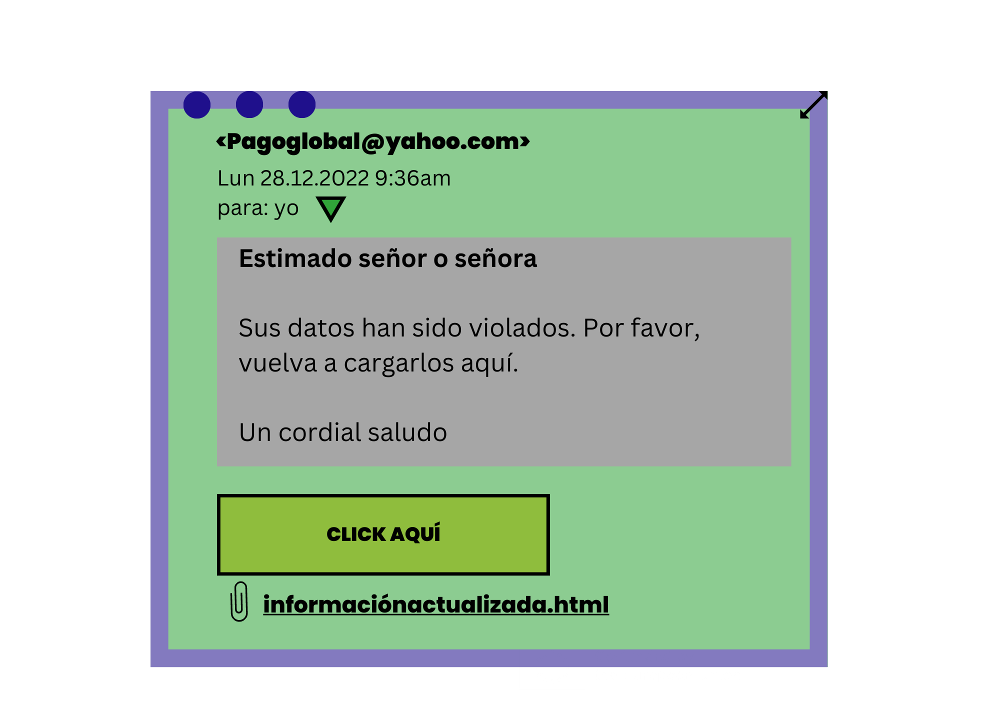 <Pagoglobal@yahoo.com>
Lun 28.12.2022 9:36am
para: yo
Estimado señor o señora
Sus datos han sido violados. Por favor,
vuelva a cargarlos aquí.
Un cordial saludo
CLICK AQUÍ
informaciónactualizada.html